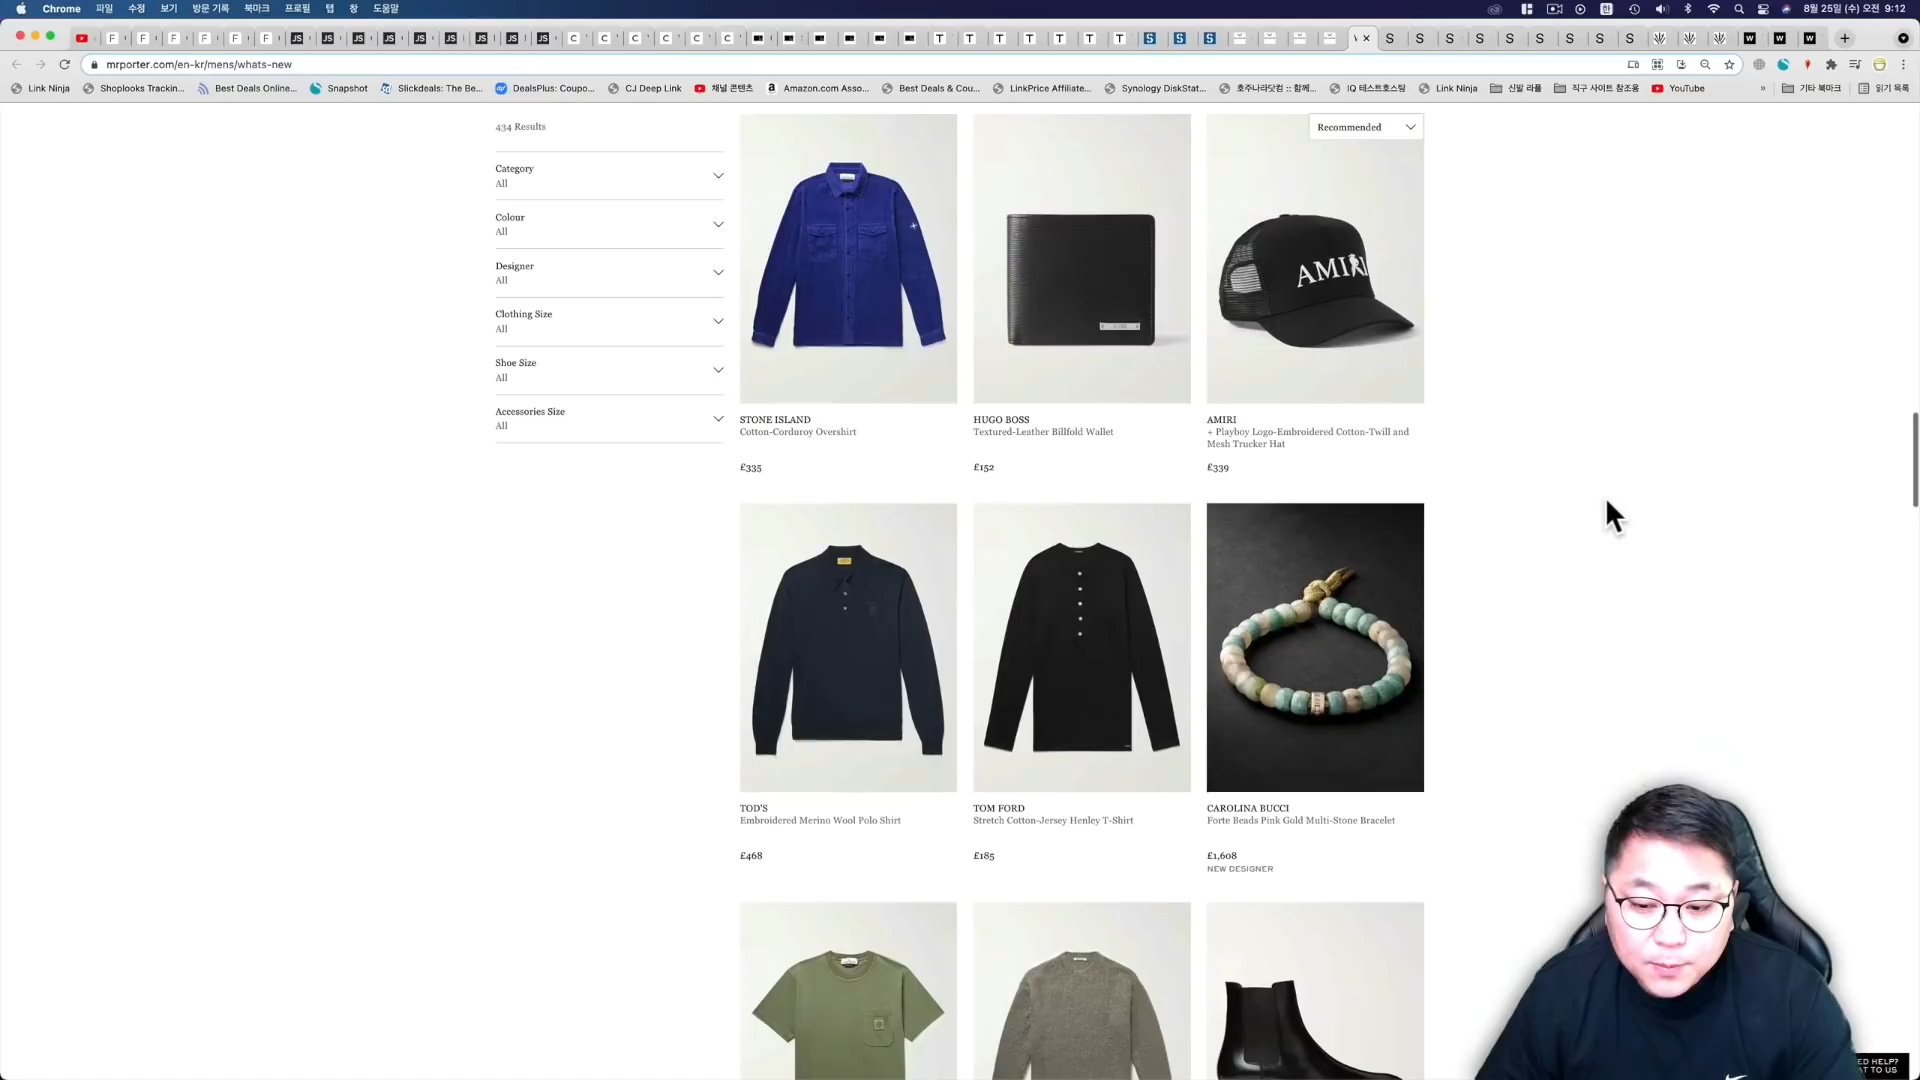 Chrome 파일 수정 보기 방문 기록 북마크 프로필 탭 창 도움말 한 8월 25일 (수) 오전 9:12
mrporter.com/en-kr/mens/whats-new
Link Ninja Shoplooks Trackin... Best Deals Online... Snapshot Slickdeals: The Be... DealsPlus: Coupo... CJ Deep Link 채널 콘텐츠 Amazon.com Asso... Best Deals & Cou... LinkPrice Affiliate... Synology DiskStat... 호주나라닷컴 :: 함께... IQ 테스트호스팅 Link Ninja 신발 라플 직구 사이트 참조용 YouTube » 기타 북마크 읽기 목록
434 Results
Recommended
Category
All
Colour
All
Designer
All
Clothing Size
All
Shoe Size
All
Accessories Size
All
AMIRI
STONE ISLAND
Cotton-Corduroy Overshirt
£335
HUGO BOSS
Textured-Leather Billfold Wallet
£152
AMIRI
+ Playboy Logo-Embroidered Cotton-Twill and
Mesh Trucker Hat
£339
TOD'S
Embroidered Merino Wool Polo Shirt
£468
TOM FORD
Stretch Cotton-Jersey Henley T-Shirt
£185
CAROLINA BUCCI
Forte Beads Pink Gold Multi-Stone Bracelet
£1,608
NEW DESIGNER
ED HELP?
AT TO US